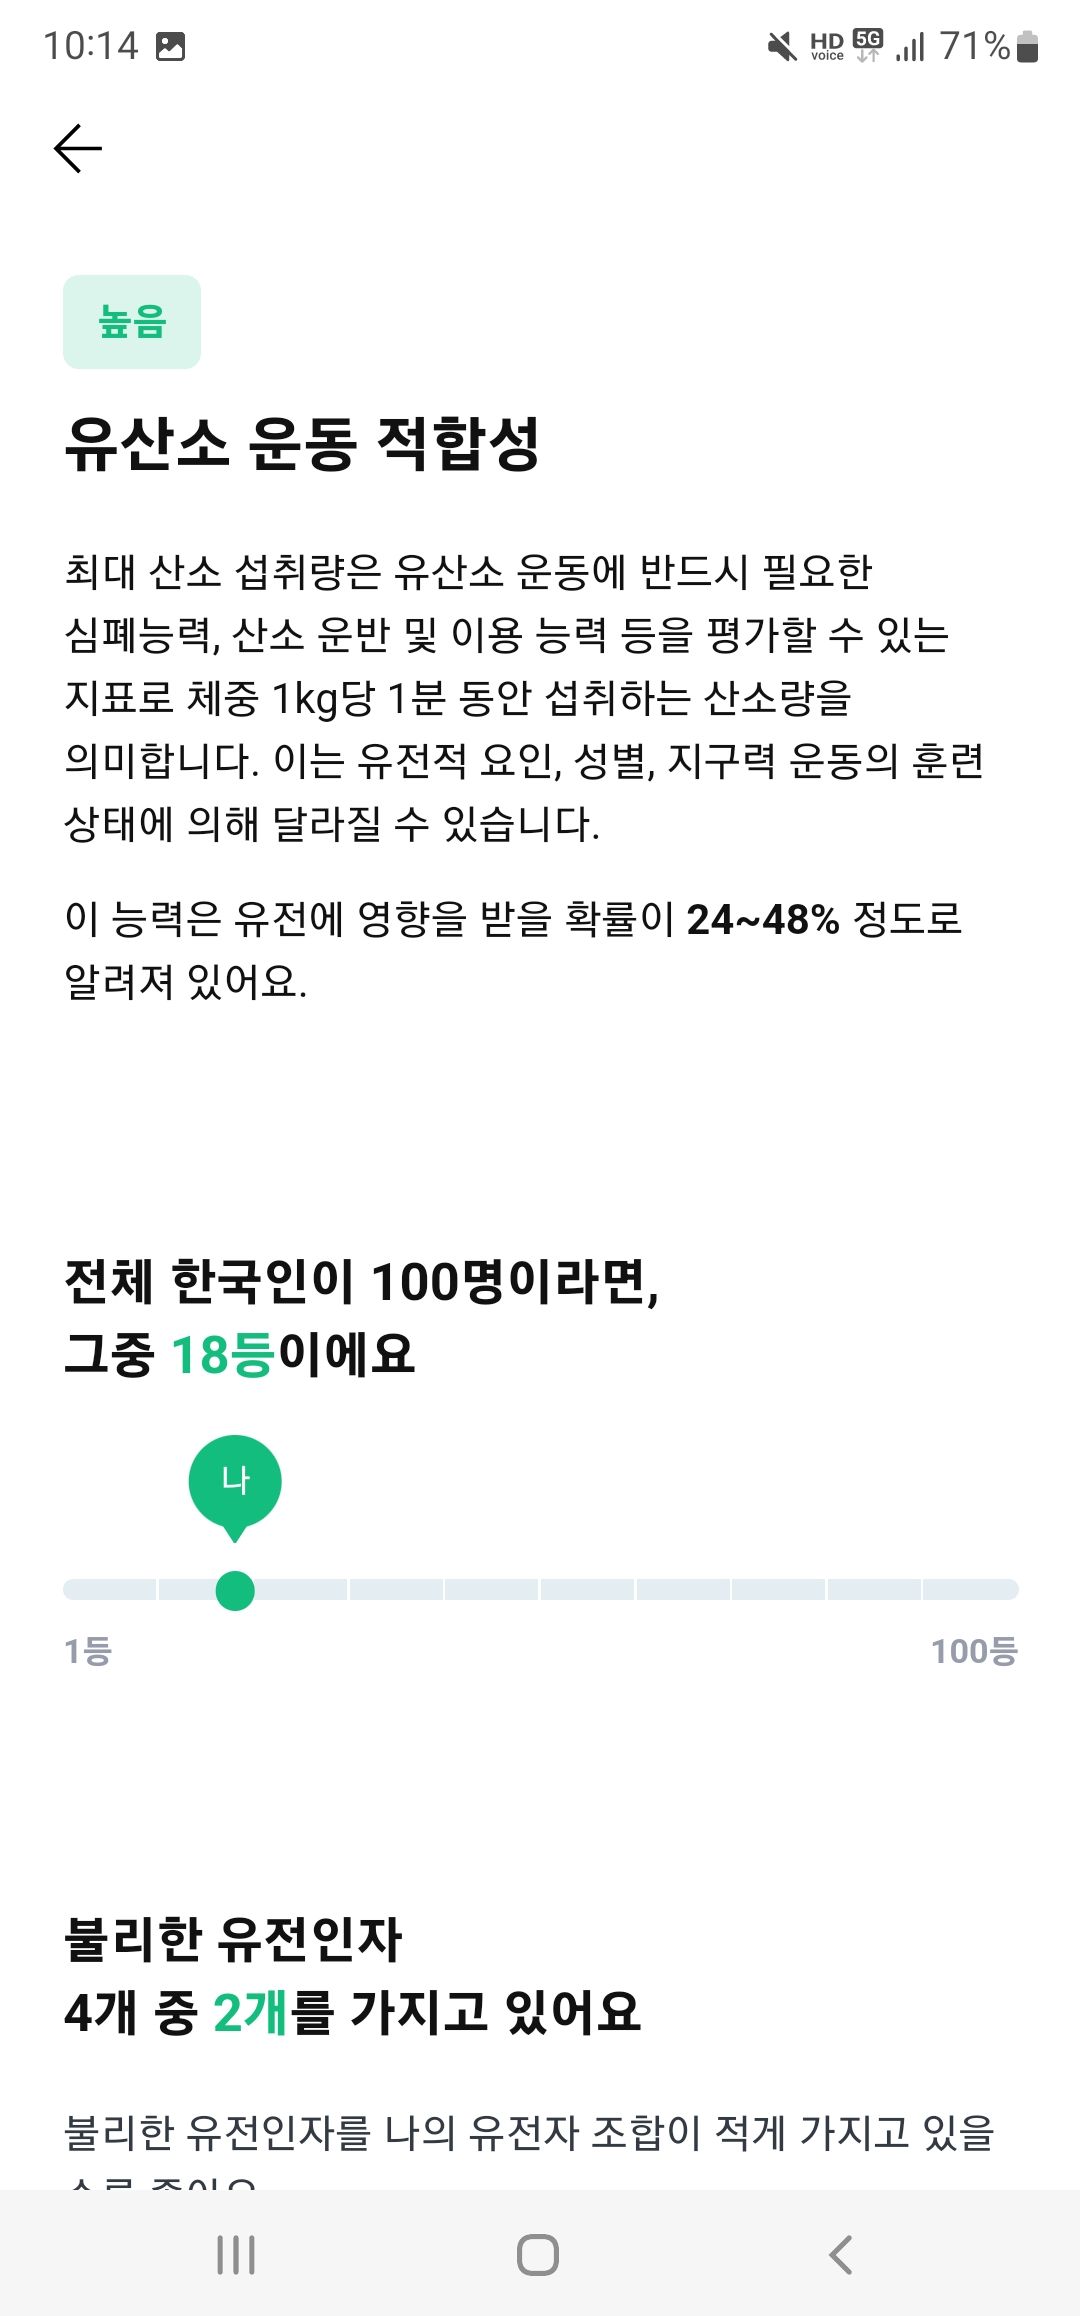 10:14
HD voice 5G 71%
높음
유산소 운동 적합성
최대 산소 섭취량은 유산소 운동에 반드시 필요한
심폐능력, 산소 운반 및 이용 능력 등을 평가할 수 있는
지표로 체중 1kg당 1분 동안 섭취하는 산소량을
의미합니다. 이는 유전적 요인, 성별, 지구력 운동의 훈련
상태에 의해 달라질 수 있습니다.
이 능력은 유전에 영향을 받을 확률이 24~48% 정도로
알려져 있어요.
전체 한국인이 100명이라면,
그중 18등이에요
나
1등
100등
불리한 유전인자
4개 중 2개를 가지고 있어요
불리한 유전인자를 나의 유전자 조합이 적게 가지고 있을